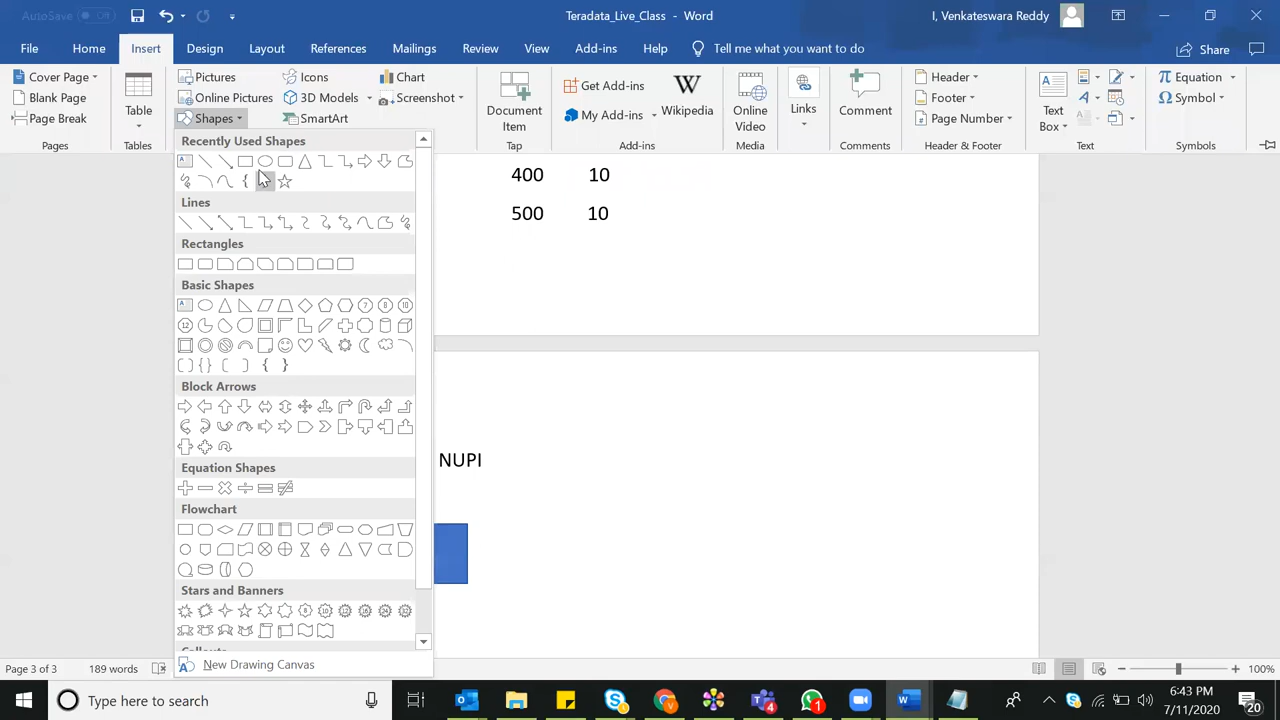 AutoSave Off
Teradata_Live_Class - Word
I, Venkateswara Reddy
File Home Insert Design Layout References Mailings Review View Add-ins Help Tell me what you want to do Share
Cover Page
Blank Page
Page Break
Pages
Table
Tables
Pictures
Online Pictures
Shapes
Icons
3D Mo
SmartArt
Chart
Screenshot
Document
Item
Tap
Get Add-ins
My Add-ins
Wikipedia
Add-ins
Online
Video
Media
Links
Comment
Comments
Header
Footer
Page Number
Header & Footer
Text
Box
Text
Equation
Symbol
Symbols
Recently Used Shapes
Lines
Rectangles
Basic Shapes
Block Arrows
Equation Shapes
Flowchart
Stars and Banners
New Drawing Canvas
400 10
500 10
NUPI
Page 3 of 3 189 words
100%
Type here to search
4
1
6:43 PM
7/11/2020
20